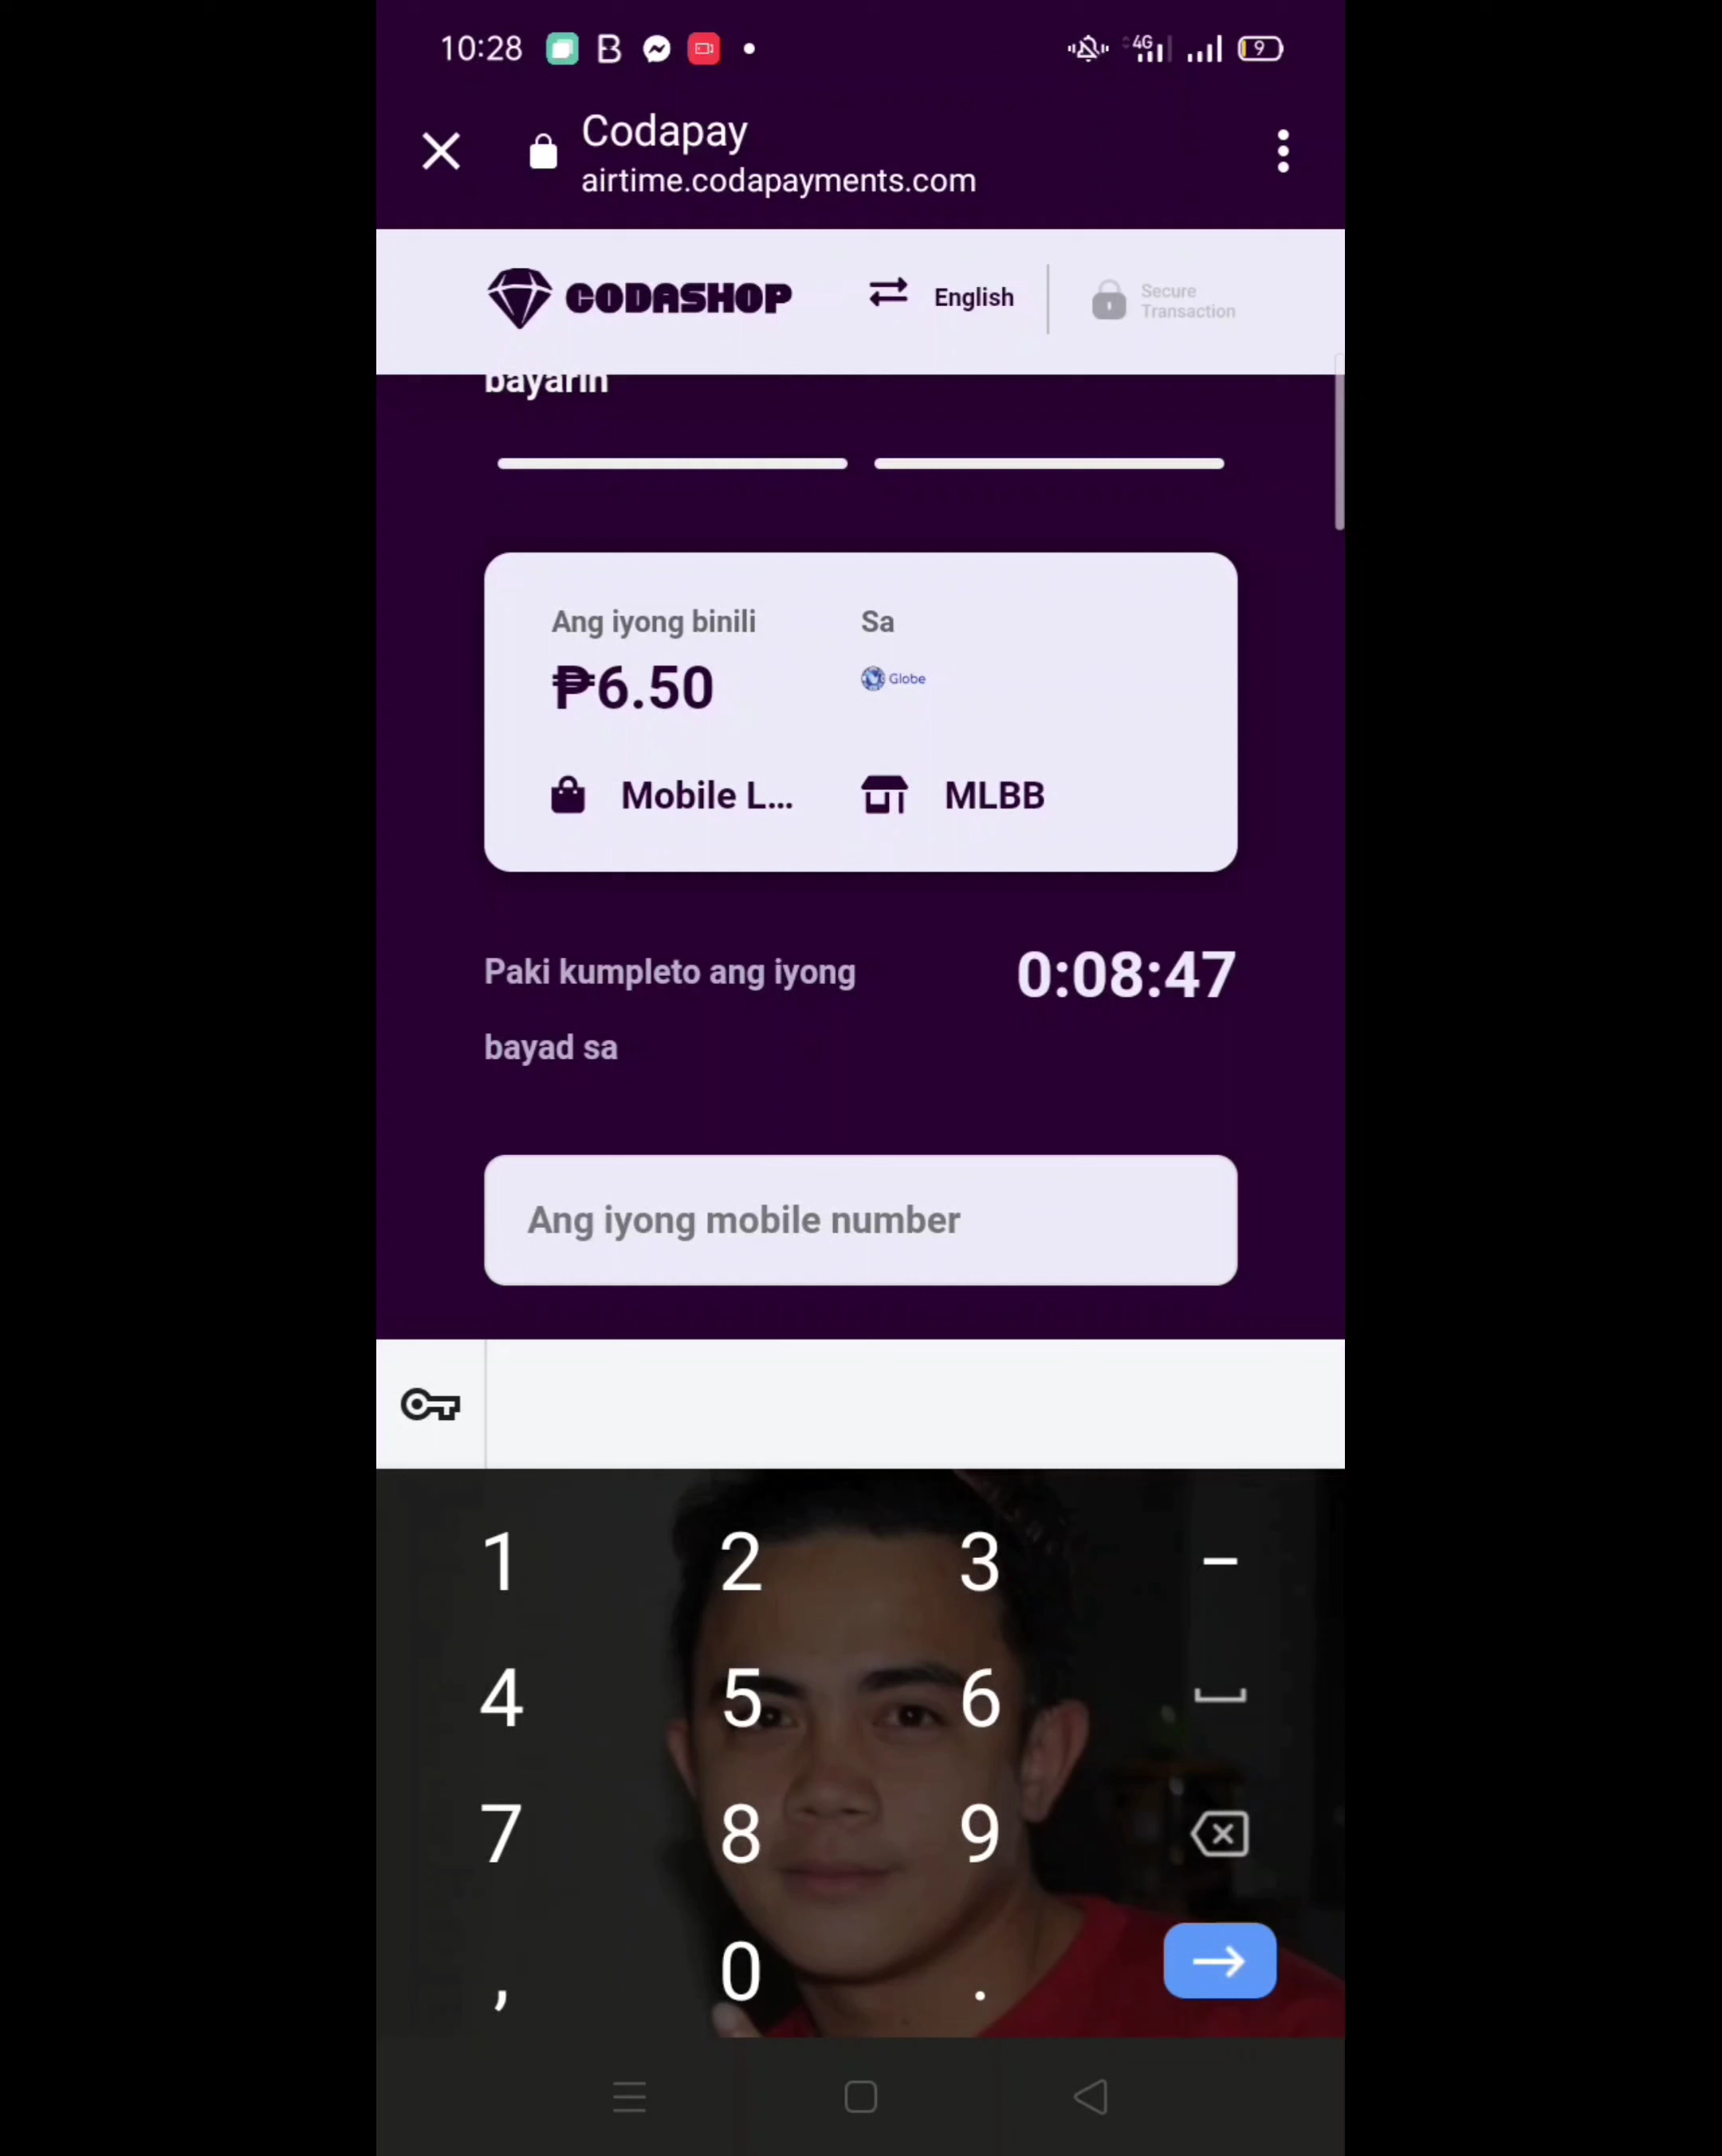 10:28
4G
9
Codapay
airtime.codapayments.com
CODASHOP
English
Secure
Transaction
bayarin
Ang iyong binili
Sa
₱6.50
Globe
Mobile L...
MLBB
Paki kumpleto ang iyong
0:08:47
bayad sa
Ang iyong mobile number
1 2 3 –
4 5 6
7 8 9
, 0 .